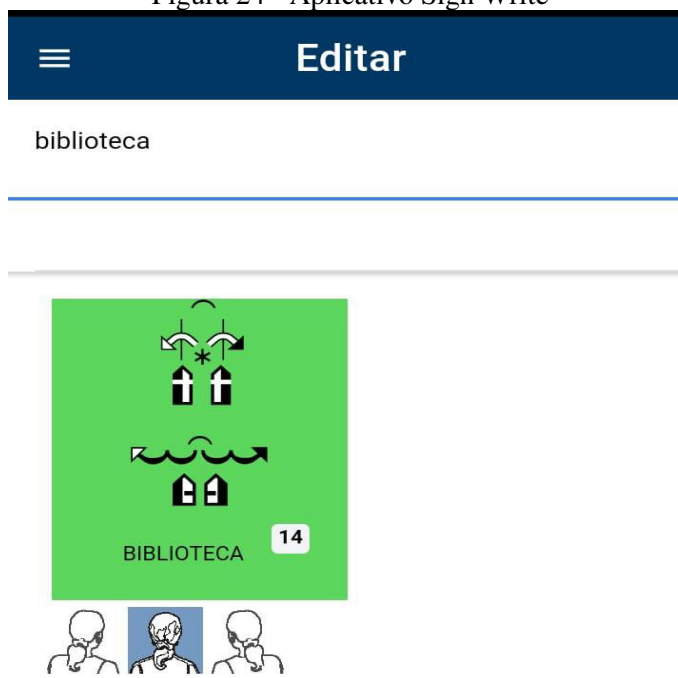 Figura 24 - Aplicativo Sign Write
Editar
biblioteca
BIBLIOTECA
14